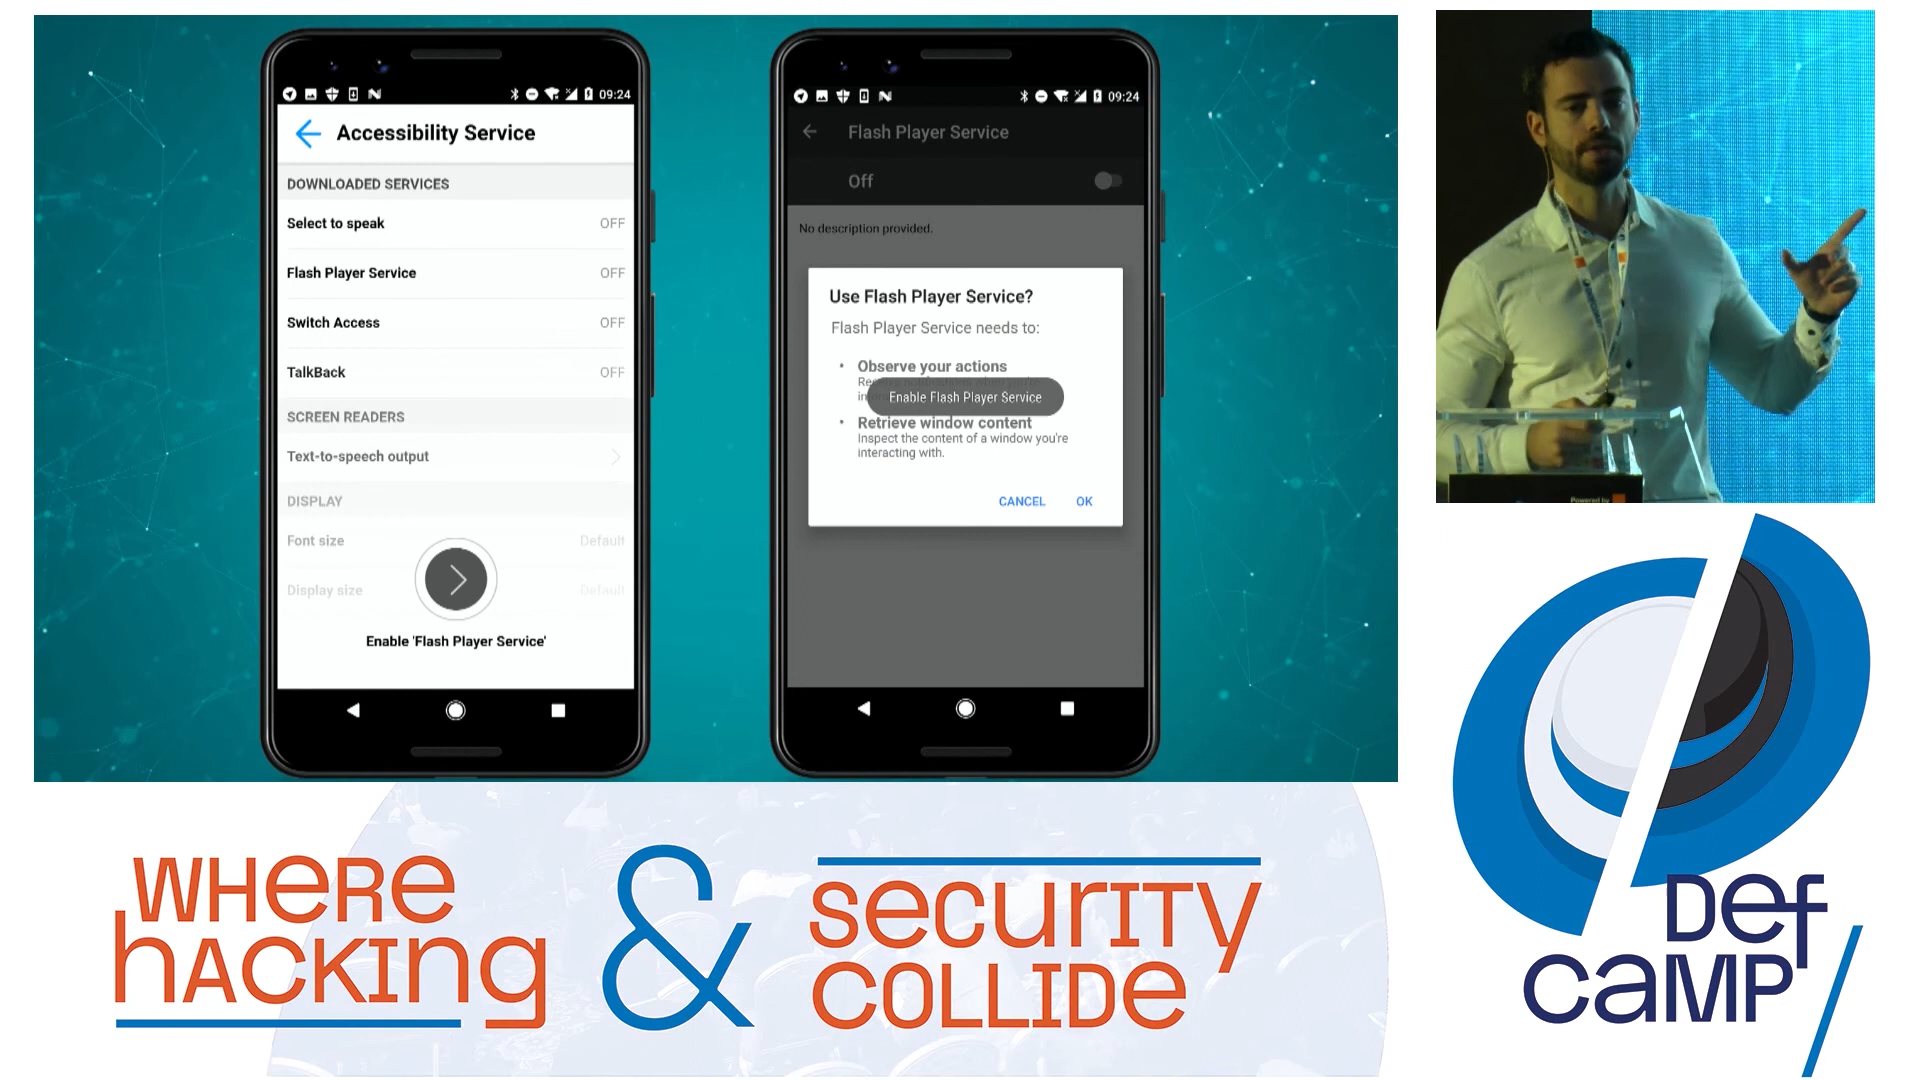 09:24
Accessibility Service
DOWNLOADED SERVICES
Select to speak OFF
Flash Player Service OFF
Switch Access OFF
TalkBack OFF
SCREEN READERS
Text-to-speech output
DISPLAY
Font size Default
Display size Default
Enable 'Flash Player Service'
09:24
Flash Player Service
Off
No description provided.
Use Flash Player Service?
Flash Player Service needs to:
• Observe your actions
Enable Flash Player Service
• Retrieve window content
Inspect the content of a window you're
interacting with.
CANCEL OK
Powered by
WHERE
HACKING
&
SECURITY
COLLIDE
DEF
CAMP